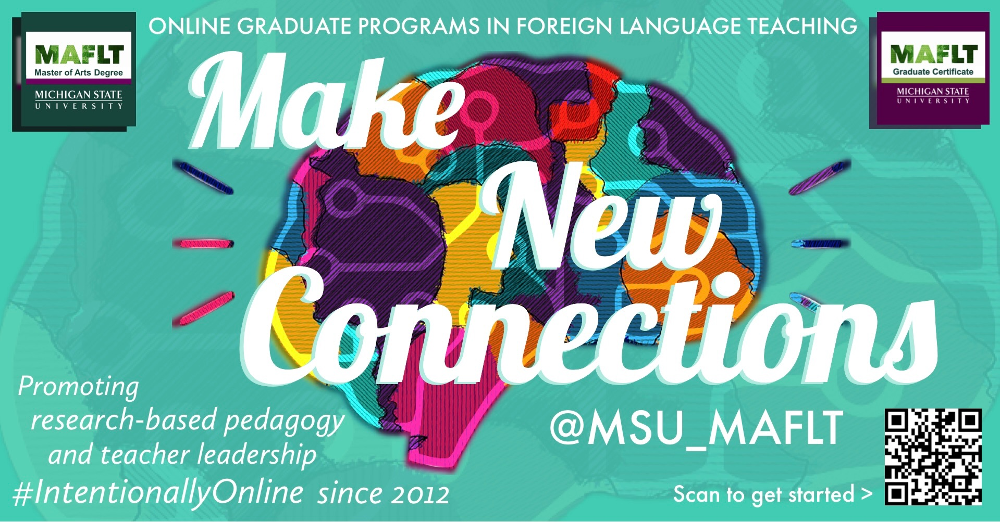 ONLINE GRADUATE PROGRAMS IN FOREIGN LANGUAGE TEACHING
MAFLT
Master of Arts Degree
MICHIGAN STATE
UNIVERSITY
MAFLT
Graduate Certificate
MICHIGAN STATE
UNIVERSITY
Make
New
Connections
Promoting
research-based pedagogy
and teacher leadership
#IntentionallyOnline since 2012
@MSU_MAFLT
Scan to get started >